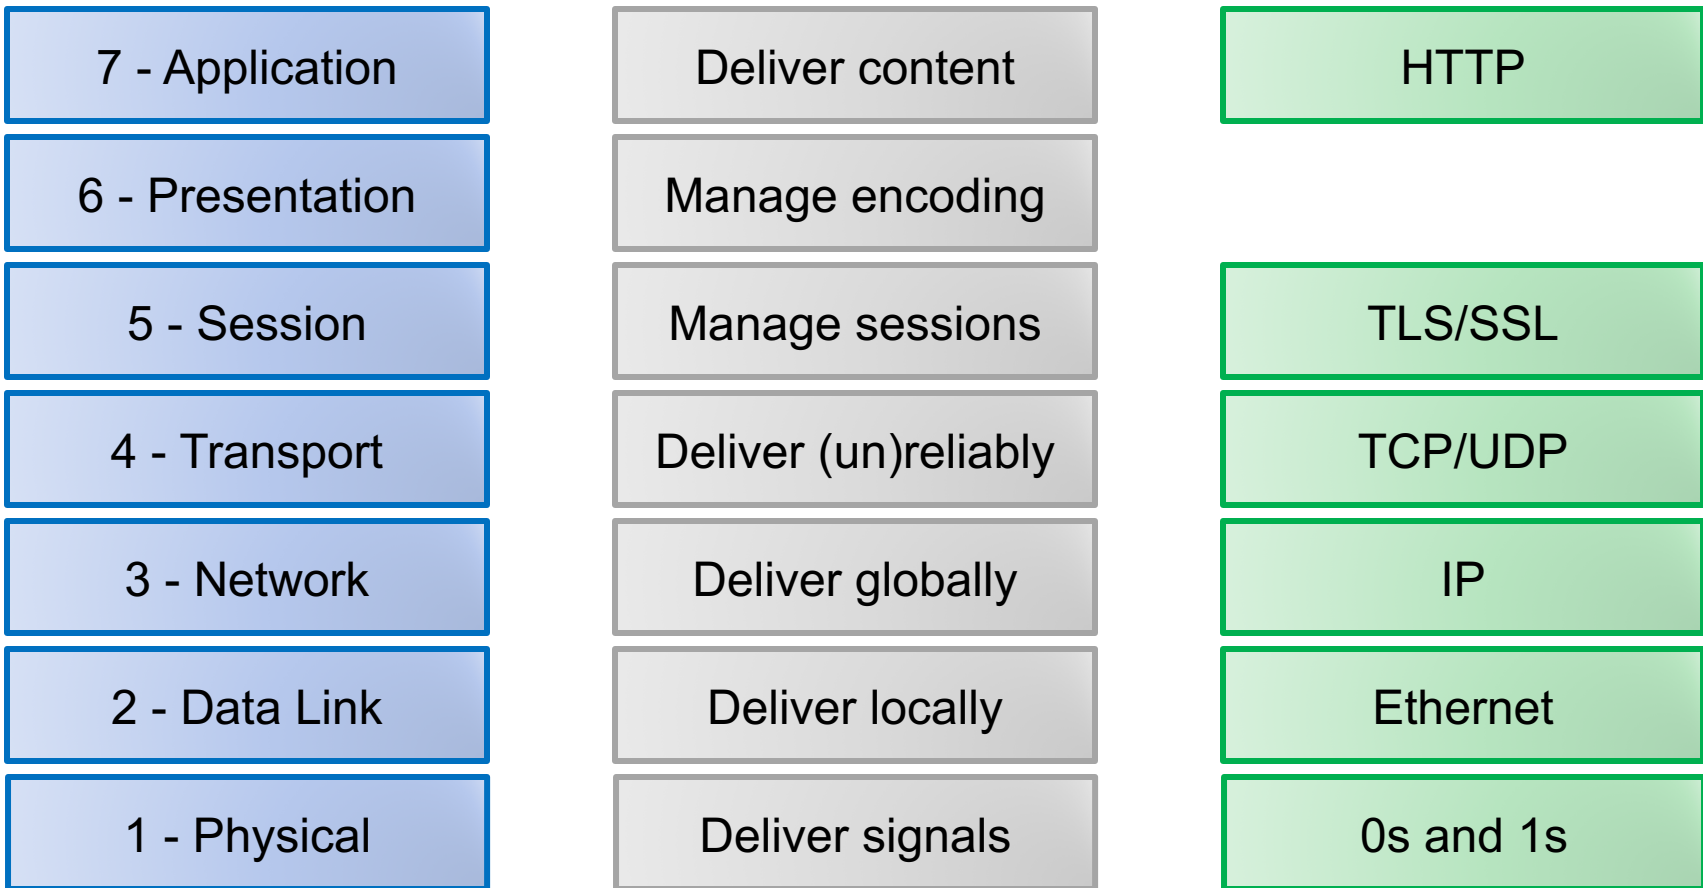 7 - Application
Deliver content
HTTP
6 - Presentation
Manage encoding
5 - Session
Manage sessions
TLS/SSL
4 - Transport
Deliver (un)reliably
TCP/UDP
3 - Network
Deliver globally
IP
2 - Data Link
Deliver locally
Ethernet
1 - Physical
Deliver signals
0s and 1s